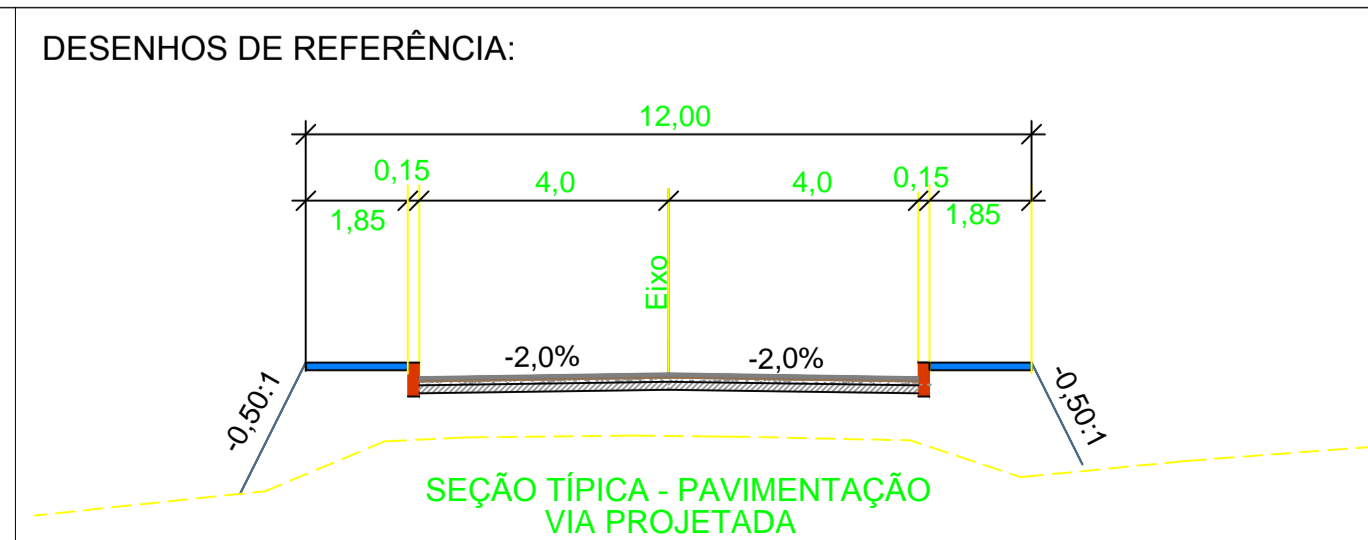 DESENHOS DE REFERÊNCIA:
12,00
0,15
4,0
4,0
0,15
1,85
1,85
Eixo
-2,0%
-2,0%
-0,50:1
-0,50:1
SEÇÃO TÍPICA - PAVIMENTAÇÃO
VIA PROJETADA